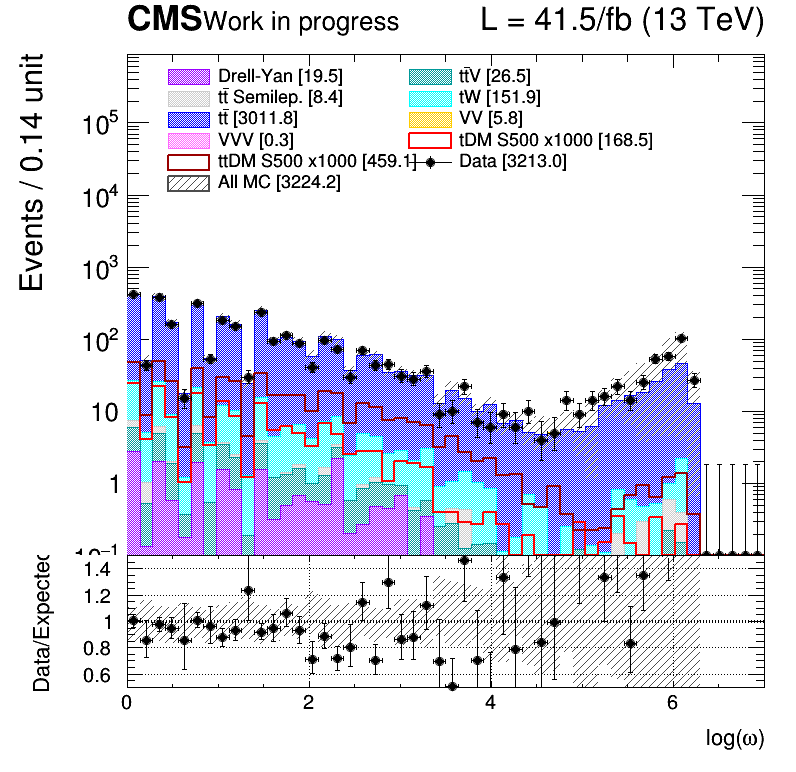 CMS Work in progress L = 41.5/fb (13 TeV)
Events / 0.14 unit
Drell-Yan [19.5] tt̄V [26.5]
tt̄ Semilep. [8.4] tW [151.9]
tt̄ [3011.8] VV [5.8]
VVV [0.3] tDM S500 x1000 [168.5]
ttDM S500 x1000 [459.1] Data [3213.0]
All MC [3224.2]
10⁵
10⁴
10³
10²
10
1
10⁻¹
Data/Expected
1.4
1.2
1
0.8
0.6
0 2 4 6
log(ω)